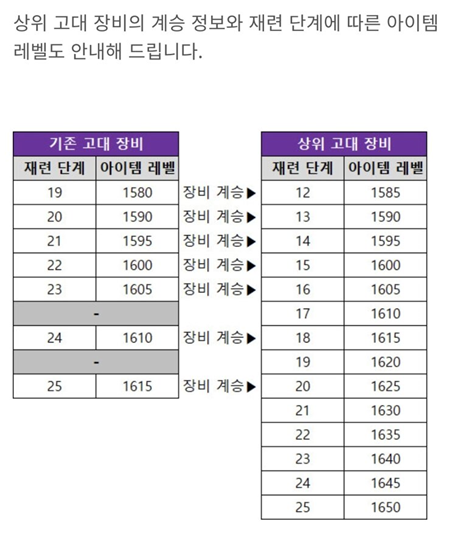 상위 고대 장비의 계승 정보와 재련 단계에 따른 아이템
레벨도 안내해 드립니다.
기존 고대 장비 상위 고대 장비
재련 단계 아이템 레벨 재련 단계 아이템 레벨
19 1580 장비 계승▶ 12 1585
20 1590 장비 계승▶ 13 1590
21 1595 장비 계승▶ 14 1595
22 1600 장비 계승▶ 15 1600
23 1605 장비 계승▶ 16 1605
- 17 1610
24 1610 장비 계승▶ 18 1615
- 19 1620
25 1615 장비 계승▶ 20 1625
21 1630
22 1635
23 1640
24 1645
25 1650